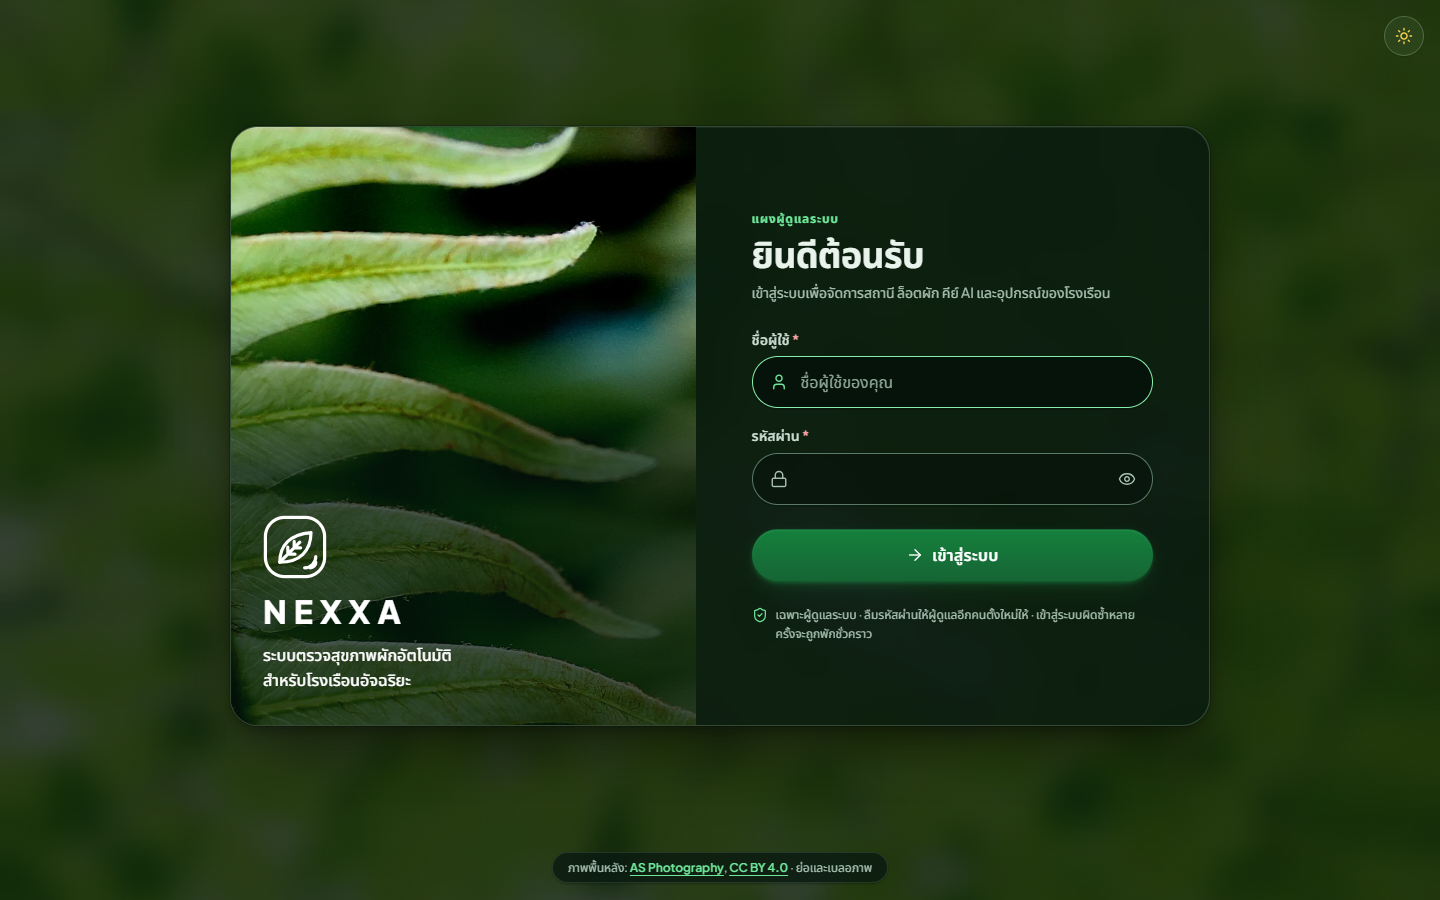 แผงผู้ดูแลระบบ
ยินดีต้อนรับ
เข้าสู่ระบบเพื่อจัดการสถานี ล็อตผัก คีย์ AI และอุปกรณ์ของโรงเรือน
ชื่อผู้ใช้ *
ชื่อผู้ใช้ของคุณ
รหัสผ่าน *
เข้าสู่ระบบ
เฉพาะผู้ดูแลระบบ · ลืมรหัสผ่านให้ผู้ดูแลอีกคนตั้งใหม่ให้ · เข้าสู่ระบบผิดซ้ำหลาย
ครั้งจะถูกพักชั่วคราว
NEXXA
ระบบตรวจสุขภาพผักอัตโนมัติ
สำหรับโรงเรือนอัจฉริยะ
ภาพพื้นหลัง: AS Photography, CC BY 4.0 · ย่อและเบลอภาพ